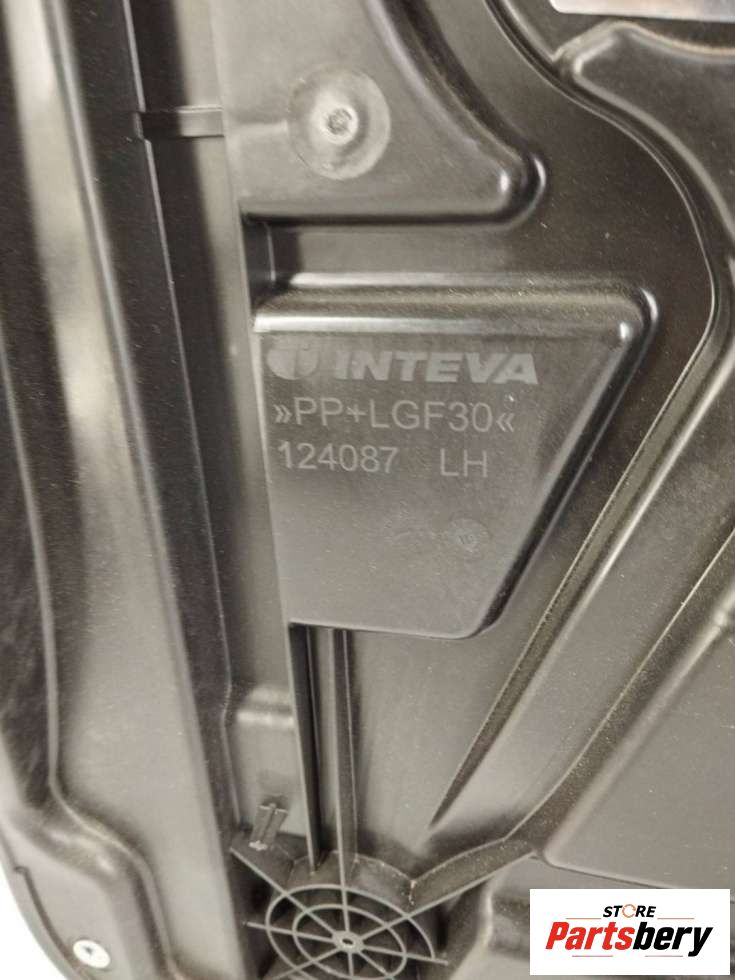 INTEVA
»PP+LGF30«
124087 LH
STORE
Partsbery